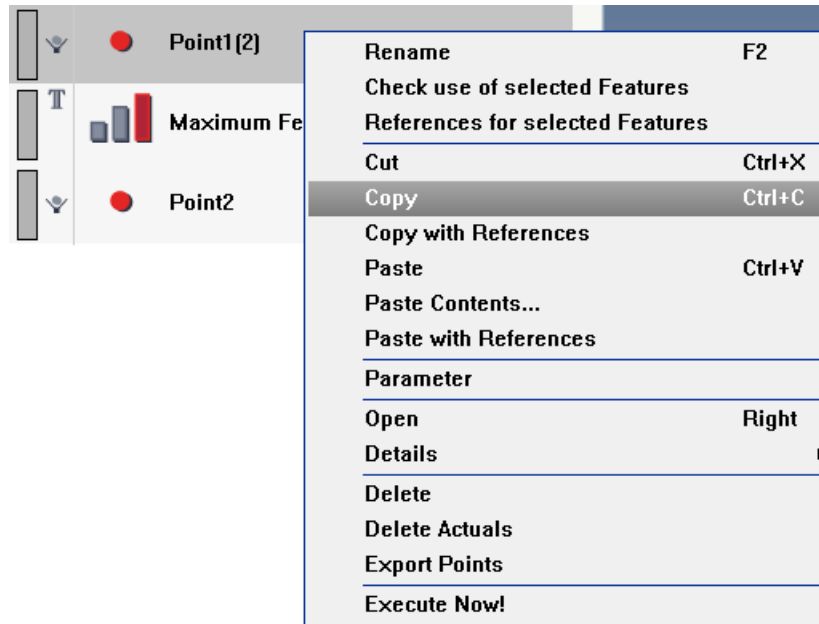 Point1(2)
T
Maximum Fe
Point2
Rename F2
Check use of selected Features
References for selected Features
Cut Ctrl+X
Copy Ctrl+C
Copy with References
Paste Ctrl+V
Paste Contents...
Paste with References
Parameter
Open Right
Details
Delete
Delete Actuals
Export Points
Execute Now!